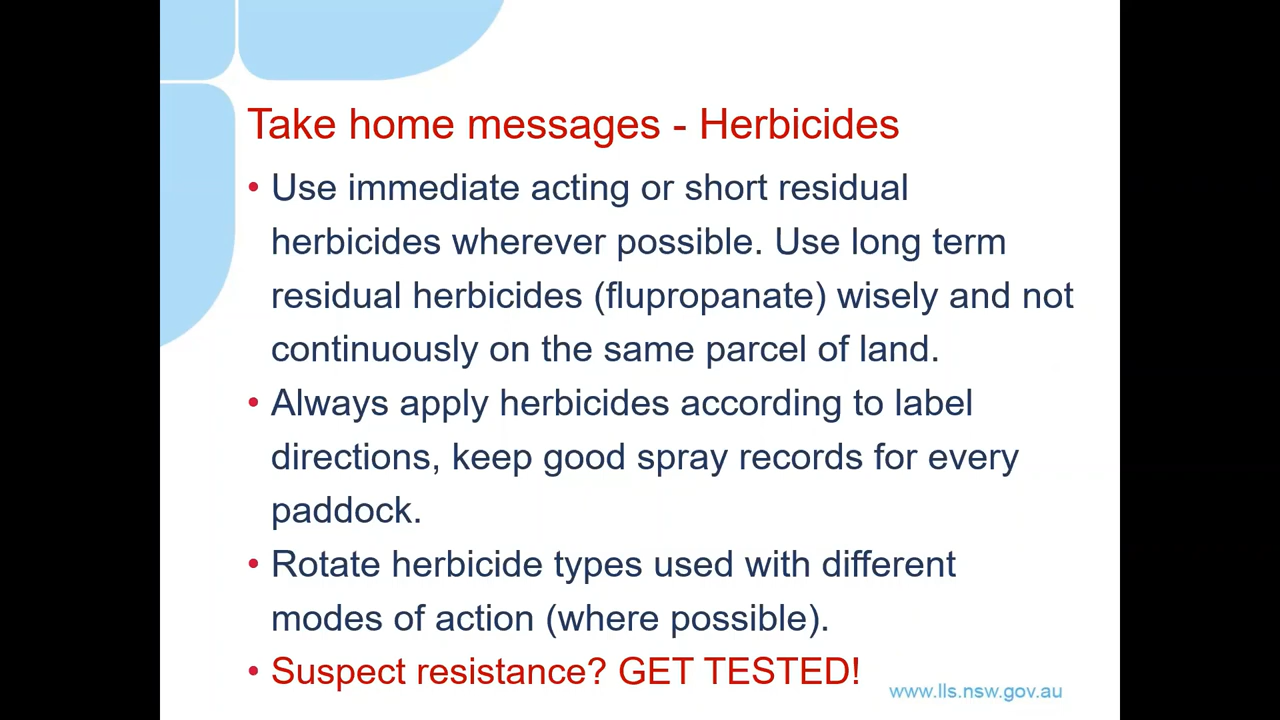 Take home messages - Herbicides
• Use immediate acting or short residual
herbicides wherever possible. Use long term
residual herbicides (flupropanate) wisely and not
continuously on the same parcel of land.
• Always apply herbicides according to label
directions, keep good spray records for every
paddock.
• Rotate herbicide types used with different
modes of action (where possible).
• Suspect resistance? GET TESTED!
www.lls.nsw.gov.au